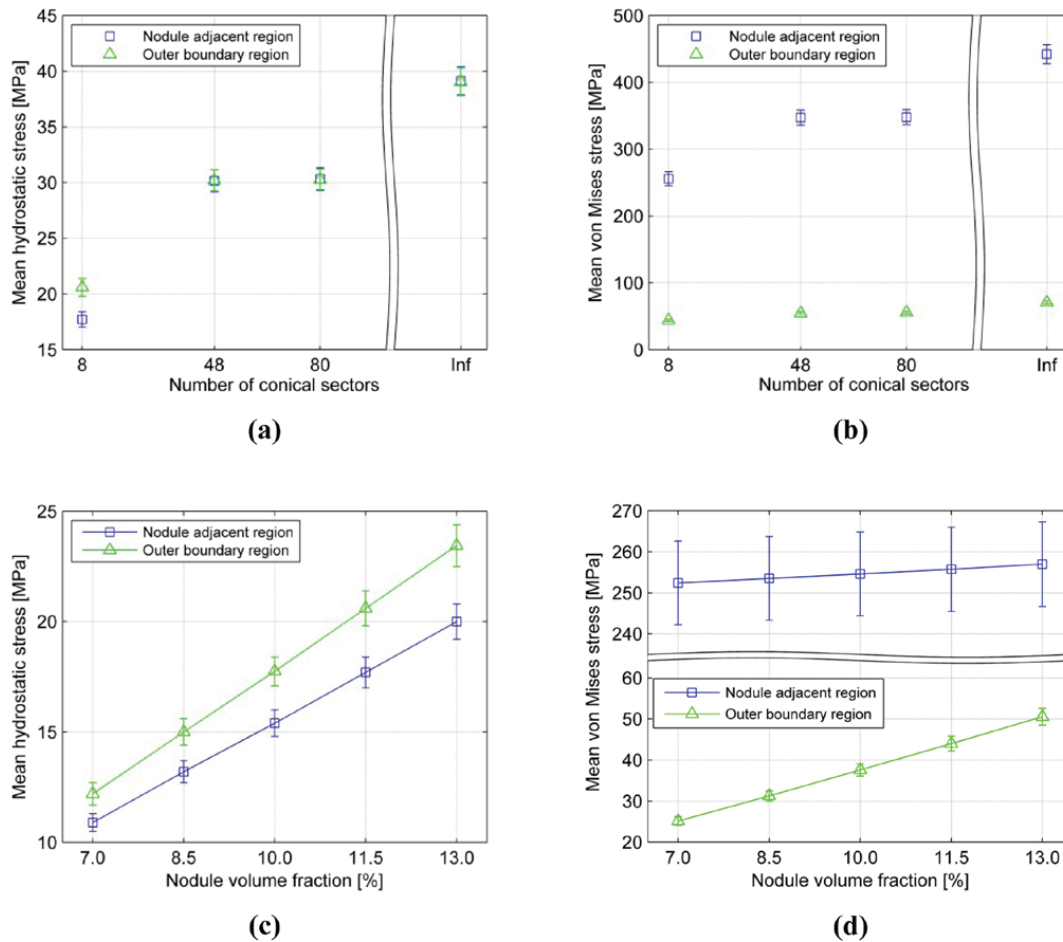 Mean hydrostatic stress [MPa]
45
40
35
30
25
20
15
Nodule adjacent region
Outer boundary region
8
48
80
Inf
Number of conical sectors
(a)
Mean von Mises stress [MPa]
500
400
300
200
100
0
Nodule adjacent region
Outer boundary region
8
48
80
Inf
Number of conical sectors
(b)
Mean hydrostatic stress [MPa]
25
20
15
10
Nodule adjacent region
Outer boundary region
7.0
8.5
10.0
11.5
13.0
Nodule volume fraction [%]
(c)
Mean von Mises stress [MPa]
270
260
250
240
60
50
40
30
20
Nodule adjacent region
Outer boundary region
7.0
8.5
10.0
11.5
13.0
Nodule volume fraction [%]
(d)